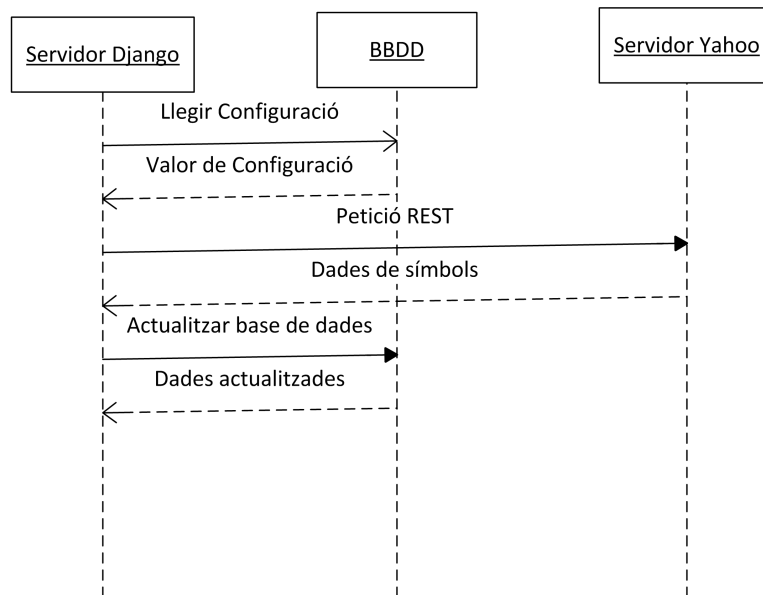 Servidor Django
BBDD
Servidor Yahoo
Llegir Configuració
Valor de Configuració
Petició REST
Dades de símbols
Actualitzar base de dades
Dades actualitzades